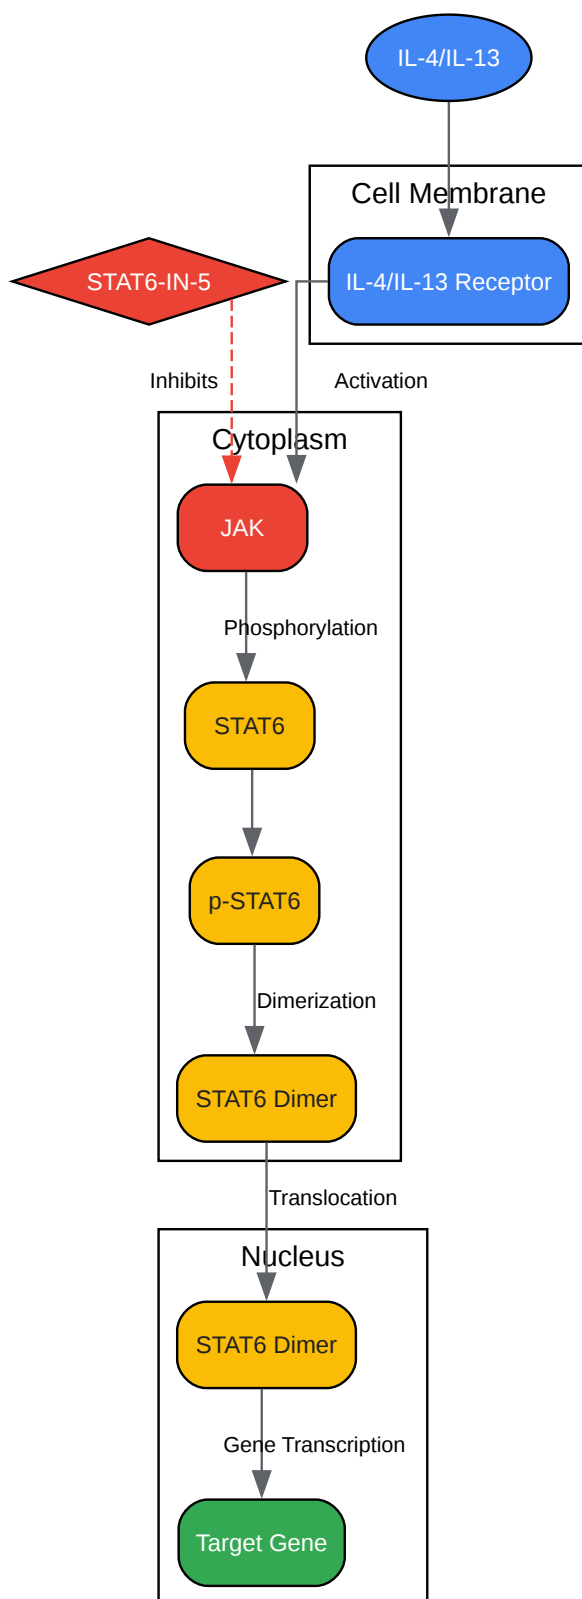 IL-4/IL-13
Cell Membrane
STAT6-IN-5
IL-4/IL-13 Receptor
Inhibits
Activation
Cytoplasm
JAK
Phosphorylation
STAT6
p-STAT6
Dimerization
STAT6 Dimer
Translocation
Nucleus
STAT6 Dimer
Gene Transcription
Target Gene